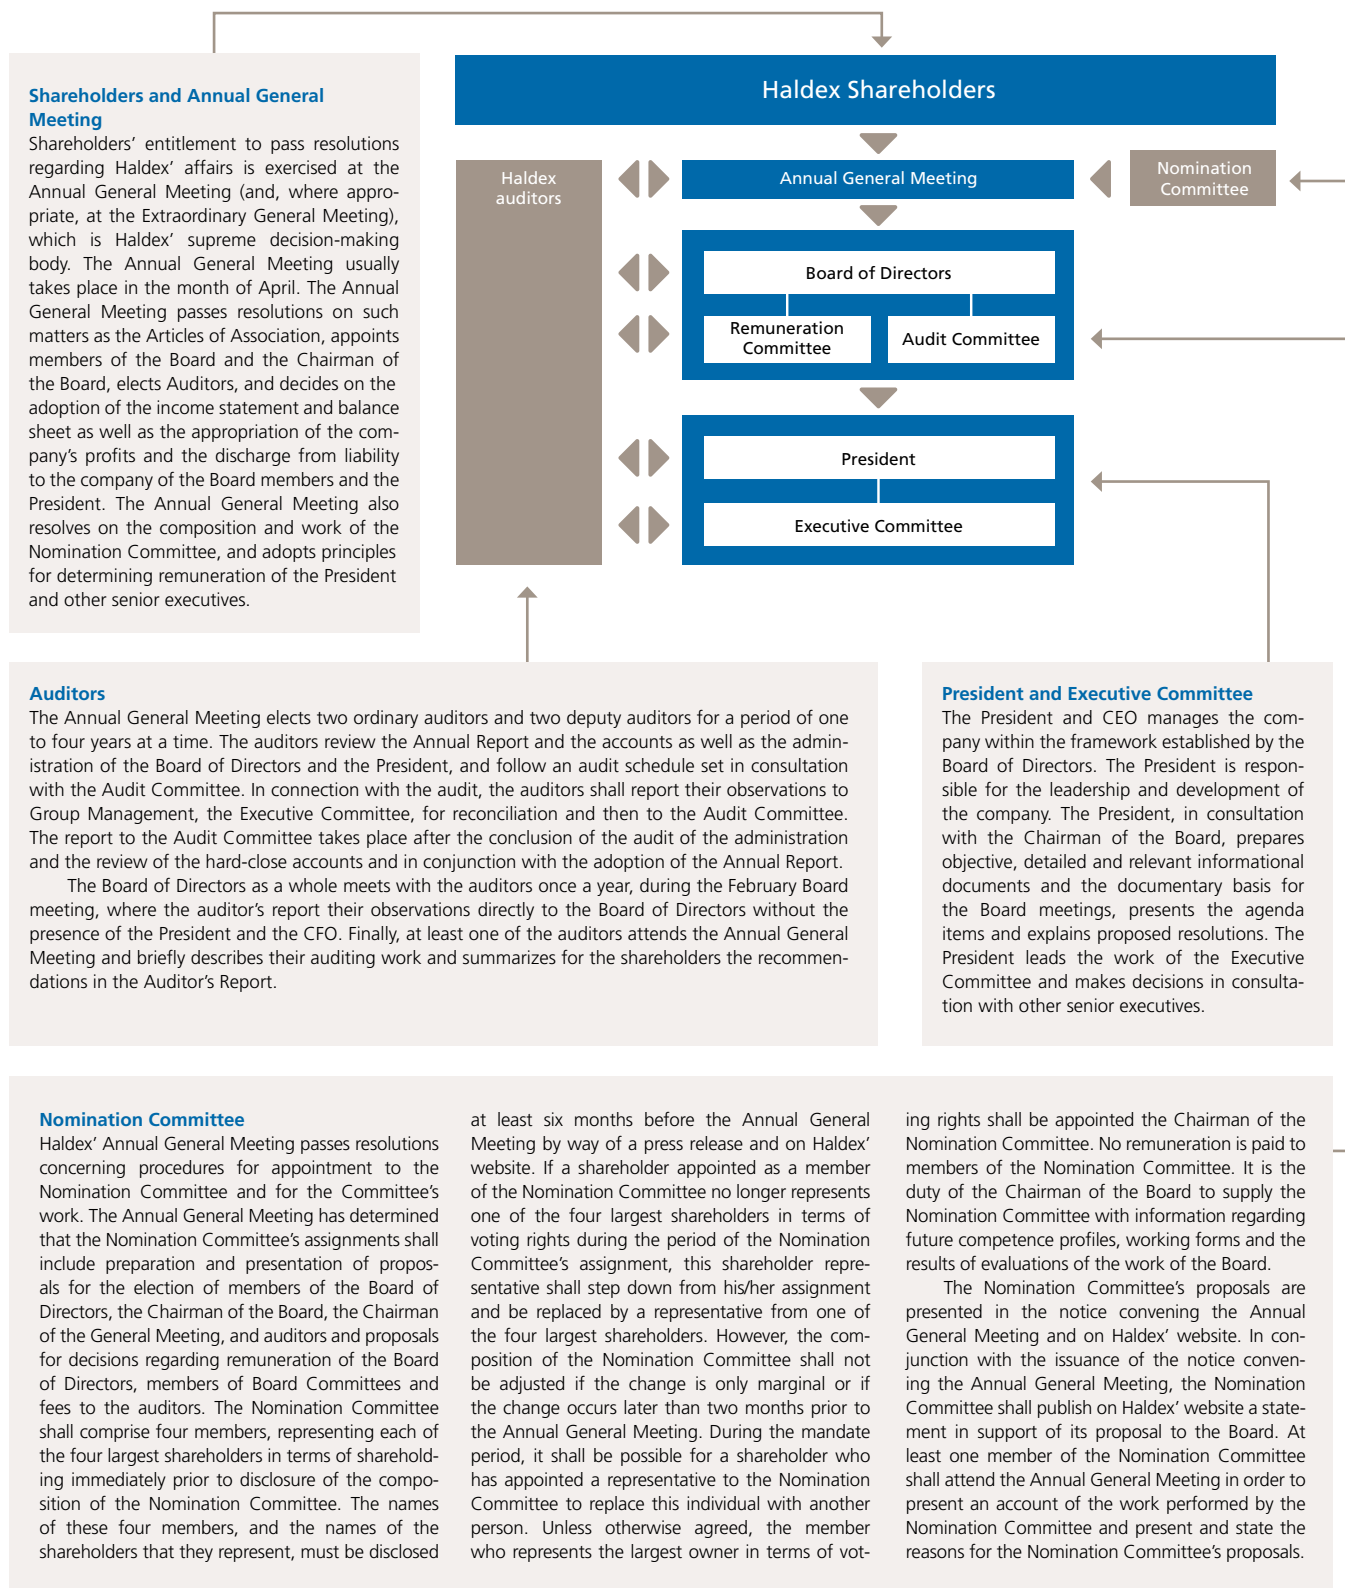 Haldex Shareholders
Shareholders and Annual General
Meeting
Shareholders’ entitlement to pass resolutions
regarding Haldex’ affairs is exercised at the
Annual General Meeting (and, where appro-
priate, at the Extraordinary General Meeting),
which is Haldex’ supreme decision-making
body. The Annual General Meeting usually
takes place in the month of April. The Annual
General Meeting passes resolutions on such
matters as the Articles of Association, appoints
members of the Board and the Chairman of
the Board, elects Auditors, and decides on the
adoption of the income statement and balance
sheet as well as the appropriation of the com-
pany’s profits and the discharge from liability
to the company of the Board members and the
President. The Annual General Meeting also
resolves on the composition and work of the
Nomination Committee, and adopts principles
for determining remuneration of the President
and other senior executives.
Haldex
auditors
Annual General Meeting
Nomination
Committee
Board of Directors
Remuneration
Committee
Audit Committee
President
Executive Committee
Auditors
The Annual General Meeting elects two ordinary auditors and two deputy auditors for a period of one
to four years at a time. The auditors review the Annual Report and the accounts as well as the admin-
istration of the Board of Directors and the President, and follow an audit schedule set in consultation
with the Audit Committee. In connection with the audit, the auditors shall report their observations to
Group Management, the Executive Committee, for reconciliation and then to the Audit Committee.
The report to the Audit Committee takes place after the conclusion of the audit of the administration
and the review of the hard-close accounts and in conjunction with the adoption of the Annual Report.
The Board of Directors as a whole meets with the auditors once a year, during the February Board
meeting, where the auditor’s report their observations directly to the Board of Directors without the
presence of the President and the CFO. Finally, at least one of the auditors attends the Annual General
Meeting and briefly describes their auditing work and summarizes for the shareholders the recommen-
dations in the Auditor’s Report.
President and Executive Committee
The President and CEO manages the com-
pany within the framework established by the
Board of Directors. The President is respon-
sible for the leadership and development of
the company. The President, in consultation
with the Chairman of the Board, prepares
objective, detailed and relevant informational
documents and the documentary basis for
the Board meetings, presents the agenda
items and explains proposed resolutions. The
President leads the work of the Executive
Committee and makes decisions in consulta-
tion with other senior executives.
Nomination Committee
Haldex’ Annual General Meeting passes resolutions
concerning procedures for appointment to the
Nomination Committee and for the Committee’s
work. The Annual General Meeting has determined
that the Nomination Committee’s assignments shall
include preparation and presentation of propos-
als for the election of members of the Board of
Directors, the Chairman of the Board, the Chairman
of the General Meeting, and auditors and proposals
for decisions regarding remuneration of the Board
of Directors, members of Board Committees and
fees to the auditors. The Nomination Committee
shall comprise four members, representing each of
the four largest shareholders in terms of sharehold-
ing immediately prior to disclosure of the compo-
sition of the Nomination Committee. The names
of these four members, and the names of the
shareholders that they represent, must be disclosed
at least six months before the Annual General
Meeting by way of a press release and on Haldex’
website. If a shareholder appointed as a member
of the Nomination Committee no longer represents
one of the four largest shareholders in terms of
voting rights during the period of the Nomination
Committee’s assignment, this shareholder repre-
sentative shall step down from his/her assignment
and be replaced by a representative from one of
the four largest shareholders. However, the com-
position of the Nomination Committee shall not
be adjusted if the change is only marginal or if
the change occurs later than two months prior to
the Annual General Meeting. During the mandate
period, it shall be possible for a shareholder who
has appointed a representative to the Nomination
Committee to replace this individual with another
person. Unless otherwise agreed, the member
who represents the largest owner in terms of vot-
ing rights shall be appointed the Chairman of the
Nomination Committee. No remuneration is paid to
members of the Nomination Committee. It is the
duty of the Chairman of the Board to supply the
Nomination Committee with information regarding
future competence profiles, working forms and the
results of evaluations of the work of the Board.
The Nomination Committee’s proposals are
presented in the notice convening the Annual
General Meeting and on Haldex’ website. In con-
junction with the issuance of the notice conven-
ing the Annual General Meeting, the Nomination
Committee shall publish on Haldex’ website a state-
ment in support of its proposal to the Board. At
least one member of the Nomination Committee
shall attend the Annual General Meeting in order to
present an account of the work performed by the
Nomination Committee and present and state the
reasons for the Nomination Committee’s proposals.